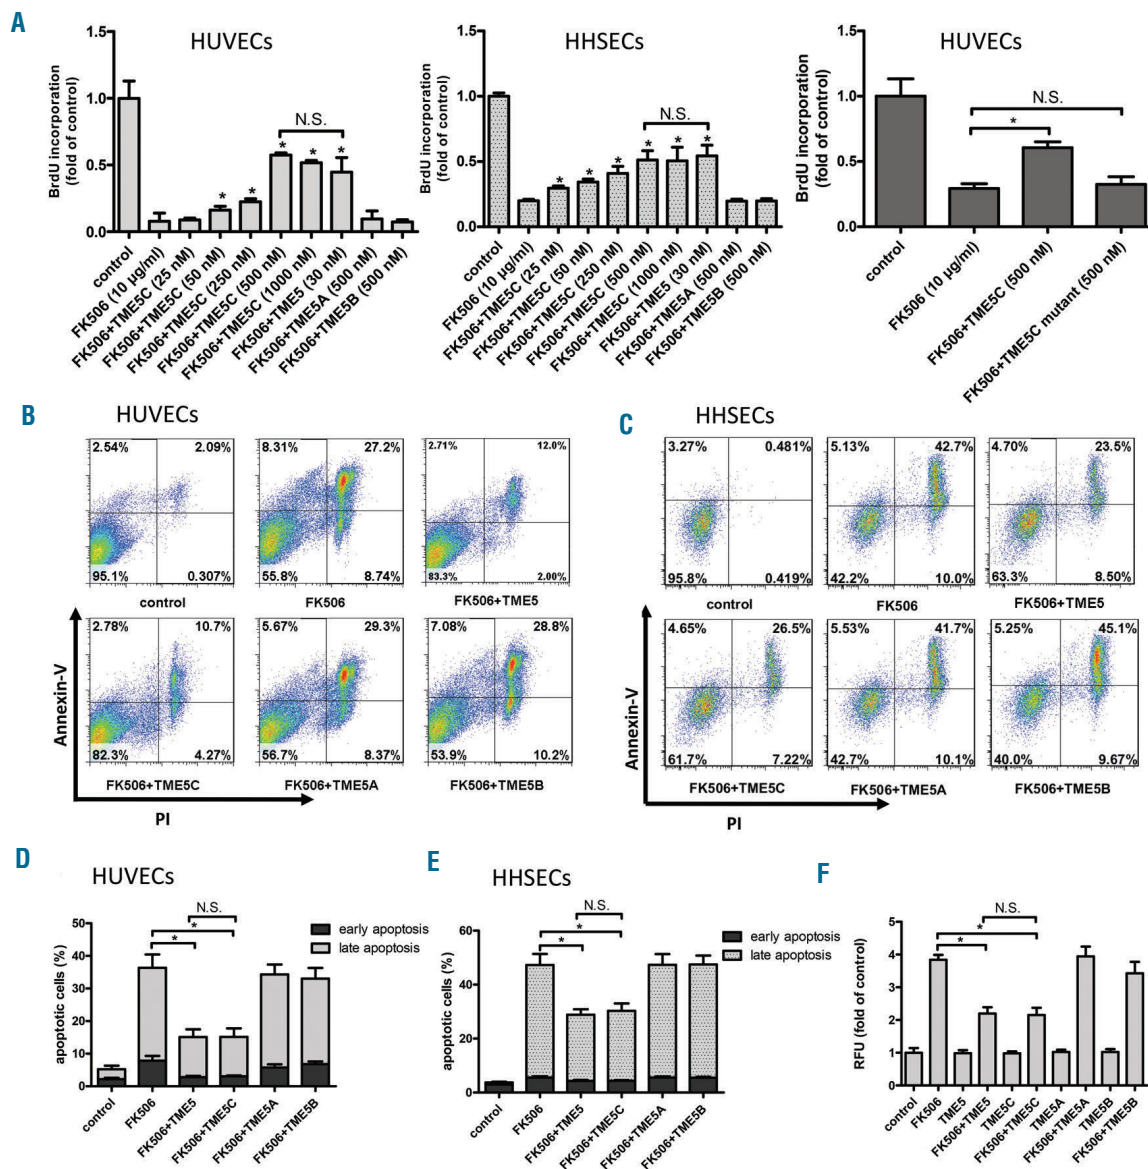 A
HUVECs
BrdU incorporation
(fold of control)
1.5
1.0
0.5
0.0
N.S.
* * * * *
control
FK506 (10 µg/ml)
FK506+TME5C (25 nM)
FK506+TME5C (50 nM)
FK506+TME5C (250 nM)
FK506+TME5C (500 nM)
FK506+TME5C (1000 nM)
FK506+TME5 (30 nM)
FK506+TME5A (500 nM)
FK506+TME5B (500 nM)
HHSECs
BrdU incorporation
(fold of control)
1.5
1.0
0.5
0.0
N.S.
* * * * * *
control
FK506 (10 µg/ml)
FK506+TME5C (25 nM)
FK506+TME5C (50 nM)
FK506+TME5C (250 nM)
FK506+TME5C (500 nM)
FK506+TME5C (1000 nM)
FK506+TME5 (30 nM)
FK506+TME5A (500 nM)
FK506+TME5B (500 nM)
HUVECs
BrdU incorporation
(fold of control)
1.5
1.0
0.5
0.0
N.S.
*
control
FK506 (10 µg/ml)
FK506+TME5C (500 nM)
FK506+TME5C mutant (500 nM)
B
HUVECs
2.54% 2.09%
95.1% 0.307%
control
8.31% 27.2%
55.8% 8.74%
FK506
2.71% 12.0%
83.3% 2.00%
FK506+TME5
2.78% 10.7%
82.3% 4.27%
FK506+TME5C
5.67% 29.3%
56.7% 8.37%
FK506+TME5A
7.08% 28.8%
53.9% 10.2%
FK506+TME5B
Annexin-V
PI
C
HHSECs
3.27% 0.481%
95.8% 0.419%
control
5.13% 42.7%
42.2% 10.0%
FK506
4.70% 23.5%
63.3% 8.50%
FK506+TME5
4.65% 26.5%
61.7% 7.22%
FK506+TME5C
5.53% 41.7%
42.7% 10.1%
FK506+TME5A
5.25% 45.1%
40.0% 9.67%
FK506+TME5B
Annexin-V
PI
D
HUVECs
apoptotic cells (%)
50
40
30
20
10
0
N.S.
*
*
early apoptosis
late apoptosis
control
FK506
FK506+TME5
FK506+TME5C
FK506+TME5A
FK506+TME5B
E
HHSECs
apoptotic cells (%)
60
40
20
0
N.S.
*
*
early apoptosis
late apoptosis
control
FK506
FK506+TME5
FK506+TME5C
FK506+TME5A
FK506+TME5B
F
RFU (fold of control)
5
4
2
0
N.S.
*
*
control
FK506
TME5
FK506+TME5
TME5C
FK506+TME5C
TME5A
FK506+TME5A
TME5B
FK506+TME5B